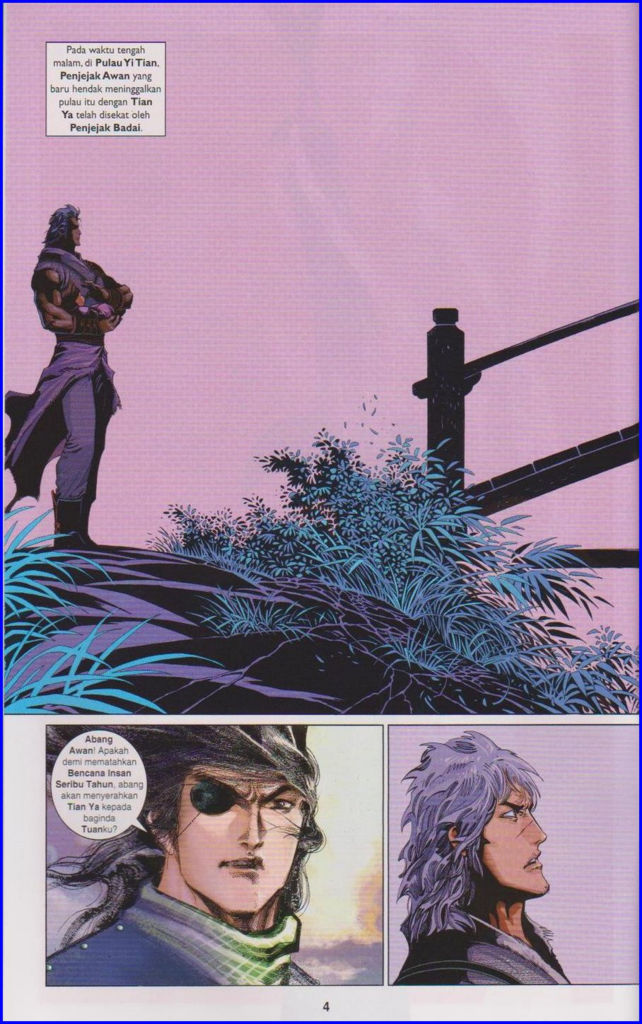 Pada waktu tengah
malam, di Pulau Yi Tian,
Penjejak Awan yang
baru hendak meninggalkan
pulau itu dengan Tian
Ya telah disekat oleh
Penjejak Badai.
Abang
Awan! Apakah
demi mematahkan
Bencana Insan
Seribu Tahun, abang
akan menyerahkan
Tian Ya kepada
baginda
Tuanku?
4